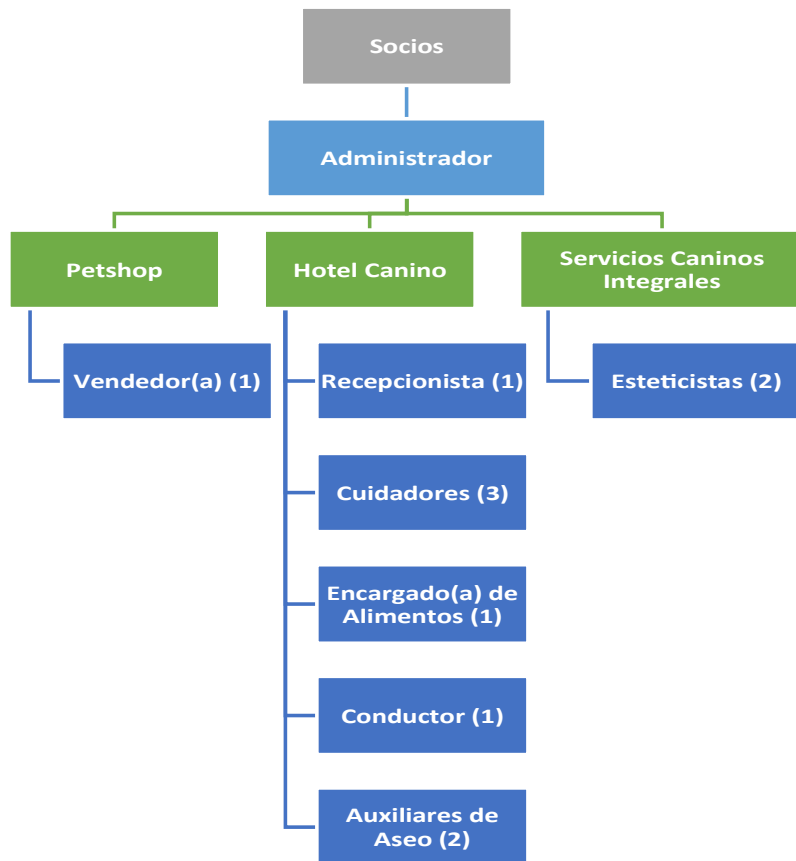 Socios
Administrador
Petshop
Hotel Canino
Servicios Caninos
Integrales
Vendedor(a) (1)
Recepcionista (1)
Esteticistas (2)
Cuidadores (3)
Encargado(a) de
Alimentos (1)
Conductor (1)
Auxiliares de
Aseo (2)